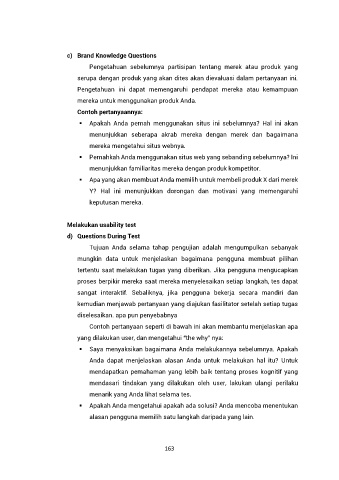 c) Brand Knowledge Questions
Pengetahuan sebelumnya partisipan tentang merek atau produk yang
serupa dengan produk yang akan dites akan dievaluasi dalam pertanyaan ini.
Pengetahuan ini dapat memengaruhi pendapat mereka atau kemampuan
mereka untuk menggunakan produk Anda.
Contoh pertanyaannya:
▪ Apakah Anda pernah menggunakan situs ini sebelumnya? Hal ini akan
menunjukkan seberapa akrab mereka dengan merek dan bagaimana
mereka mengetahui situs webnya.
▪ Pernahkah Anda menggunakan situs web yang sebanding sebelumnya? Ini
menunjukkan familiaritas mereka dengan produk kompetitor.
▪ Apa yang akan membuat Anda memilih untuk membeli produk X dari merek
Y? Hal ini menunjukkan dorongan dan motivasi yang memengaruhi
keputusan mereka.
Melakukan usability test
d) Questions During Test
Tujuan Anda selama tahap pengujian adalah mengumpulkan sebanyak
mungkin data untuk menjelaskan bagaimana pengguna membuat pilihan
tertentu saat melakukan tugas yang diberikan. Jika pengguna mengucapkan
proses berpikir mereka saat mereka menyelesaikan setiap langkah, tes dapat
sangat interaktif. Sebaliknya, jika pengguna bekerja secara mandiri dan
kemudian menjawab pertanyaan yang diajukan fasilitator setelah setiap tugas
diselesaikan. apa pun penyebabnya
Contoh pertanyaan seperti di bawah ini akan membantu menjelaskan apa
yang dilakukan user, dan mengetahui "the why" nya:
▪ Saya menyaksikan bagaimana Anda melakukannya sebelumnya. Apakah
Anda dapat menjelaskan alasan Anda untuk melakukan hal itu? Untuk
mendapatkan pemahaman yang lebih baik tentang proses kognitif yang
mendasari tindakan yang dilakukan oleh user, lakukan ulangi perilaku
menarik yang Anda lihat selama tes.
▪ Apakah Anda mengetahui apakah ada solusi? Anda mencoba menentukan
alasan pengguna memilih satu langkah daripada yang lain.
163